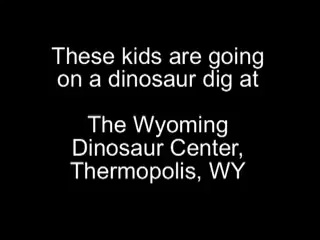 These kids are going
on a dinosaur dig at
The Wyoming
Dinosaur Center,
Thermopolis, WY